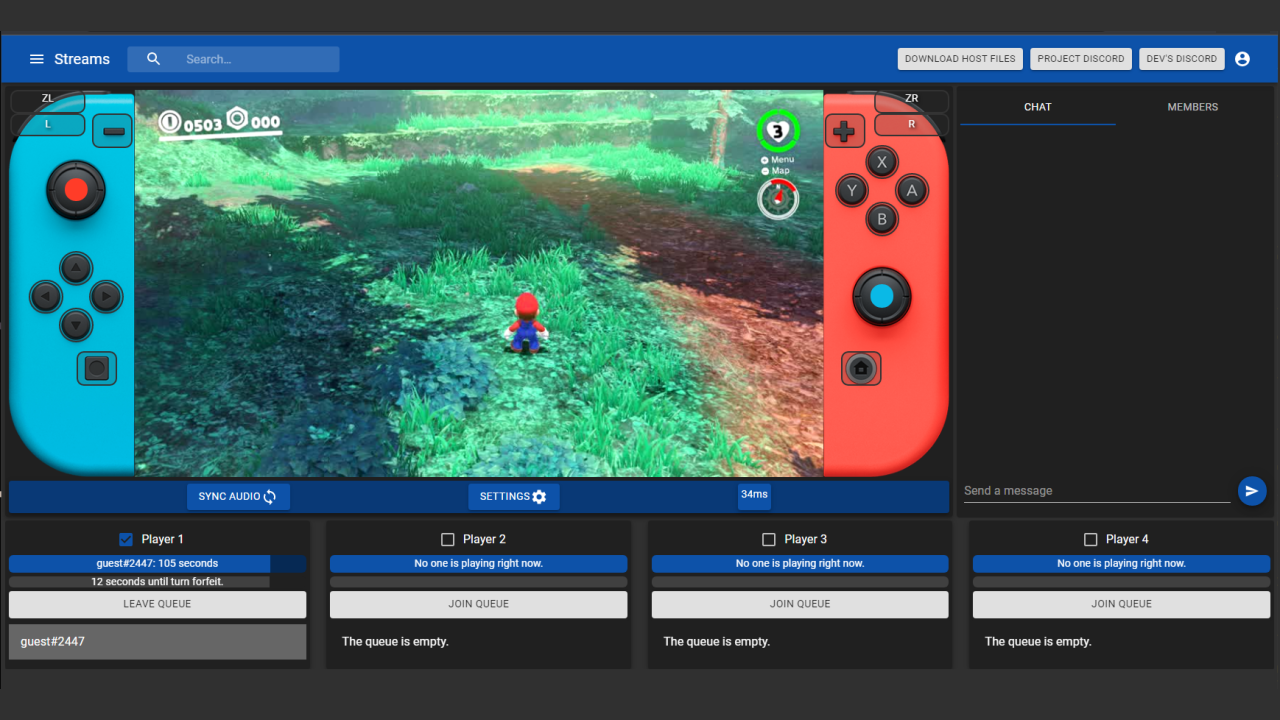 Streams
Search...
DOWNLOAD HOST FILES
PROJECT DISCORD
DEV'S DISCORD
ZL
L
0503 000
3
Menu
Map
ZR
R
X
Y
A
B
CHAT
MEMBERS
Send a message
SYNC AUDIO
SETTINGS
34ms
Player 1
guest#2447: 105 seconds
12 seconds until turn forfeit.
LEAVE QUEUE
guest#2447
Player 2
No one is playing right now.
JOIN QUEUE
The queue is empty.
Player 3
No one is playing right now.
JOIN QUEUE
The queue is empty.
Player 4
No one is playing right now.
JOIN QUEUE
The queue is empty.